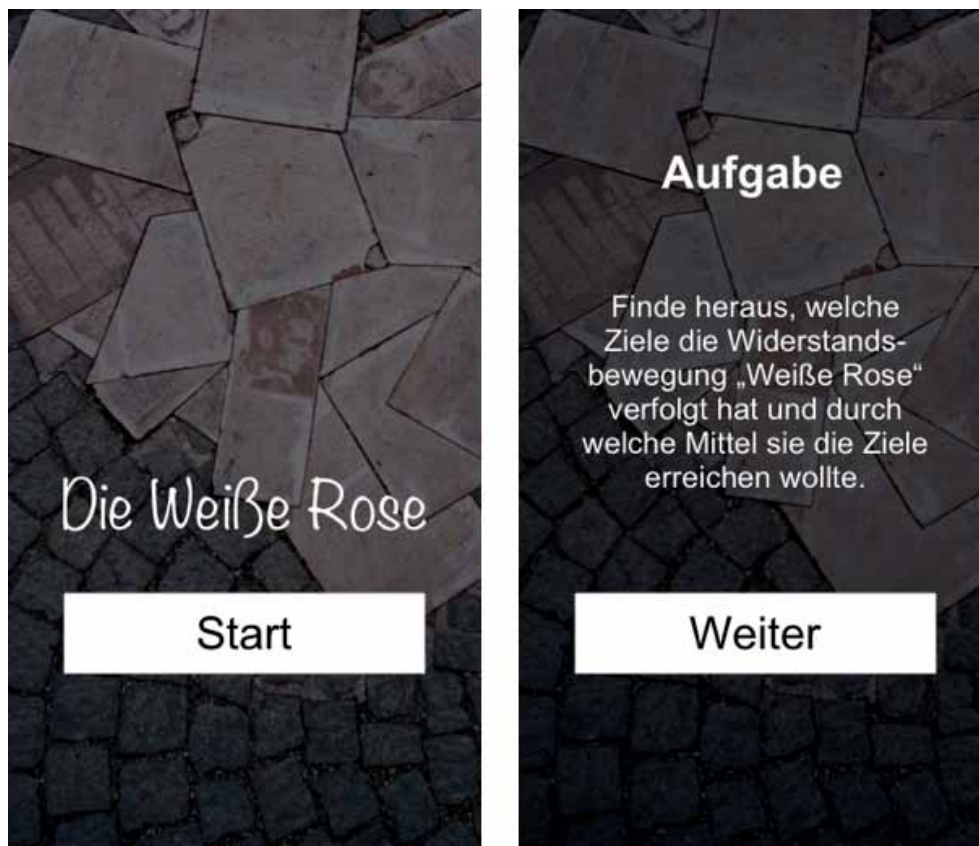 Die Weiße Rose
Start
Aufgabe
Finde heraus, welche
Ziele die Widerstands-
bewegung „Weiße Rose“
verfolgt hat und durch
welche Mittel sie die Ziele
erreichen wollte.
Weiter